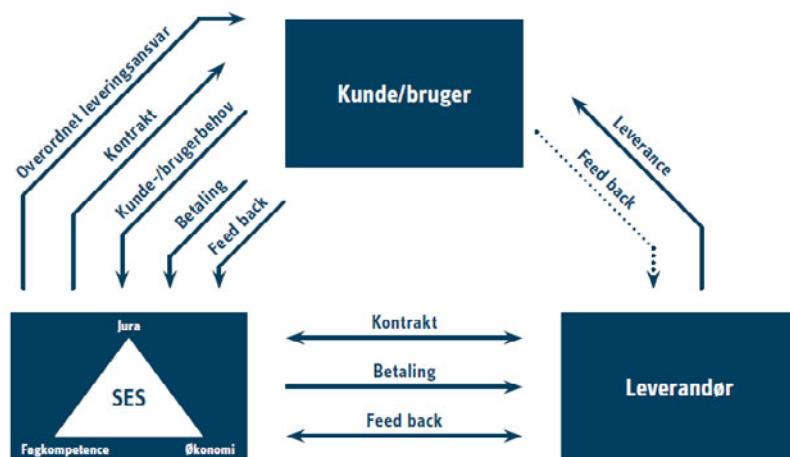 Overordnet leveringsansvar
Kontrakt
Kunde-/brugerbehov
Betaling
Feed back
Kunde/bruger
Leverance
Feed back
Jura
SES
Fagkompetence
Økonomi
Kontrakt
Betaling
Feed back
Leverandør